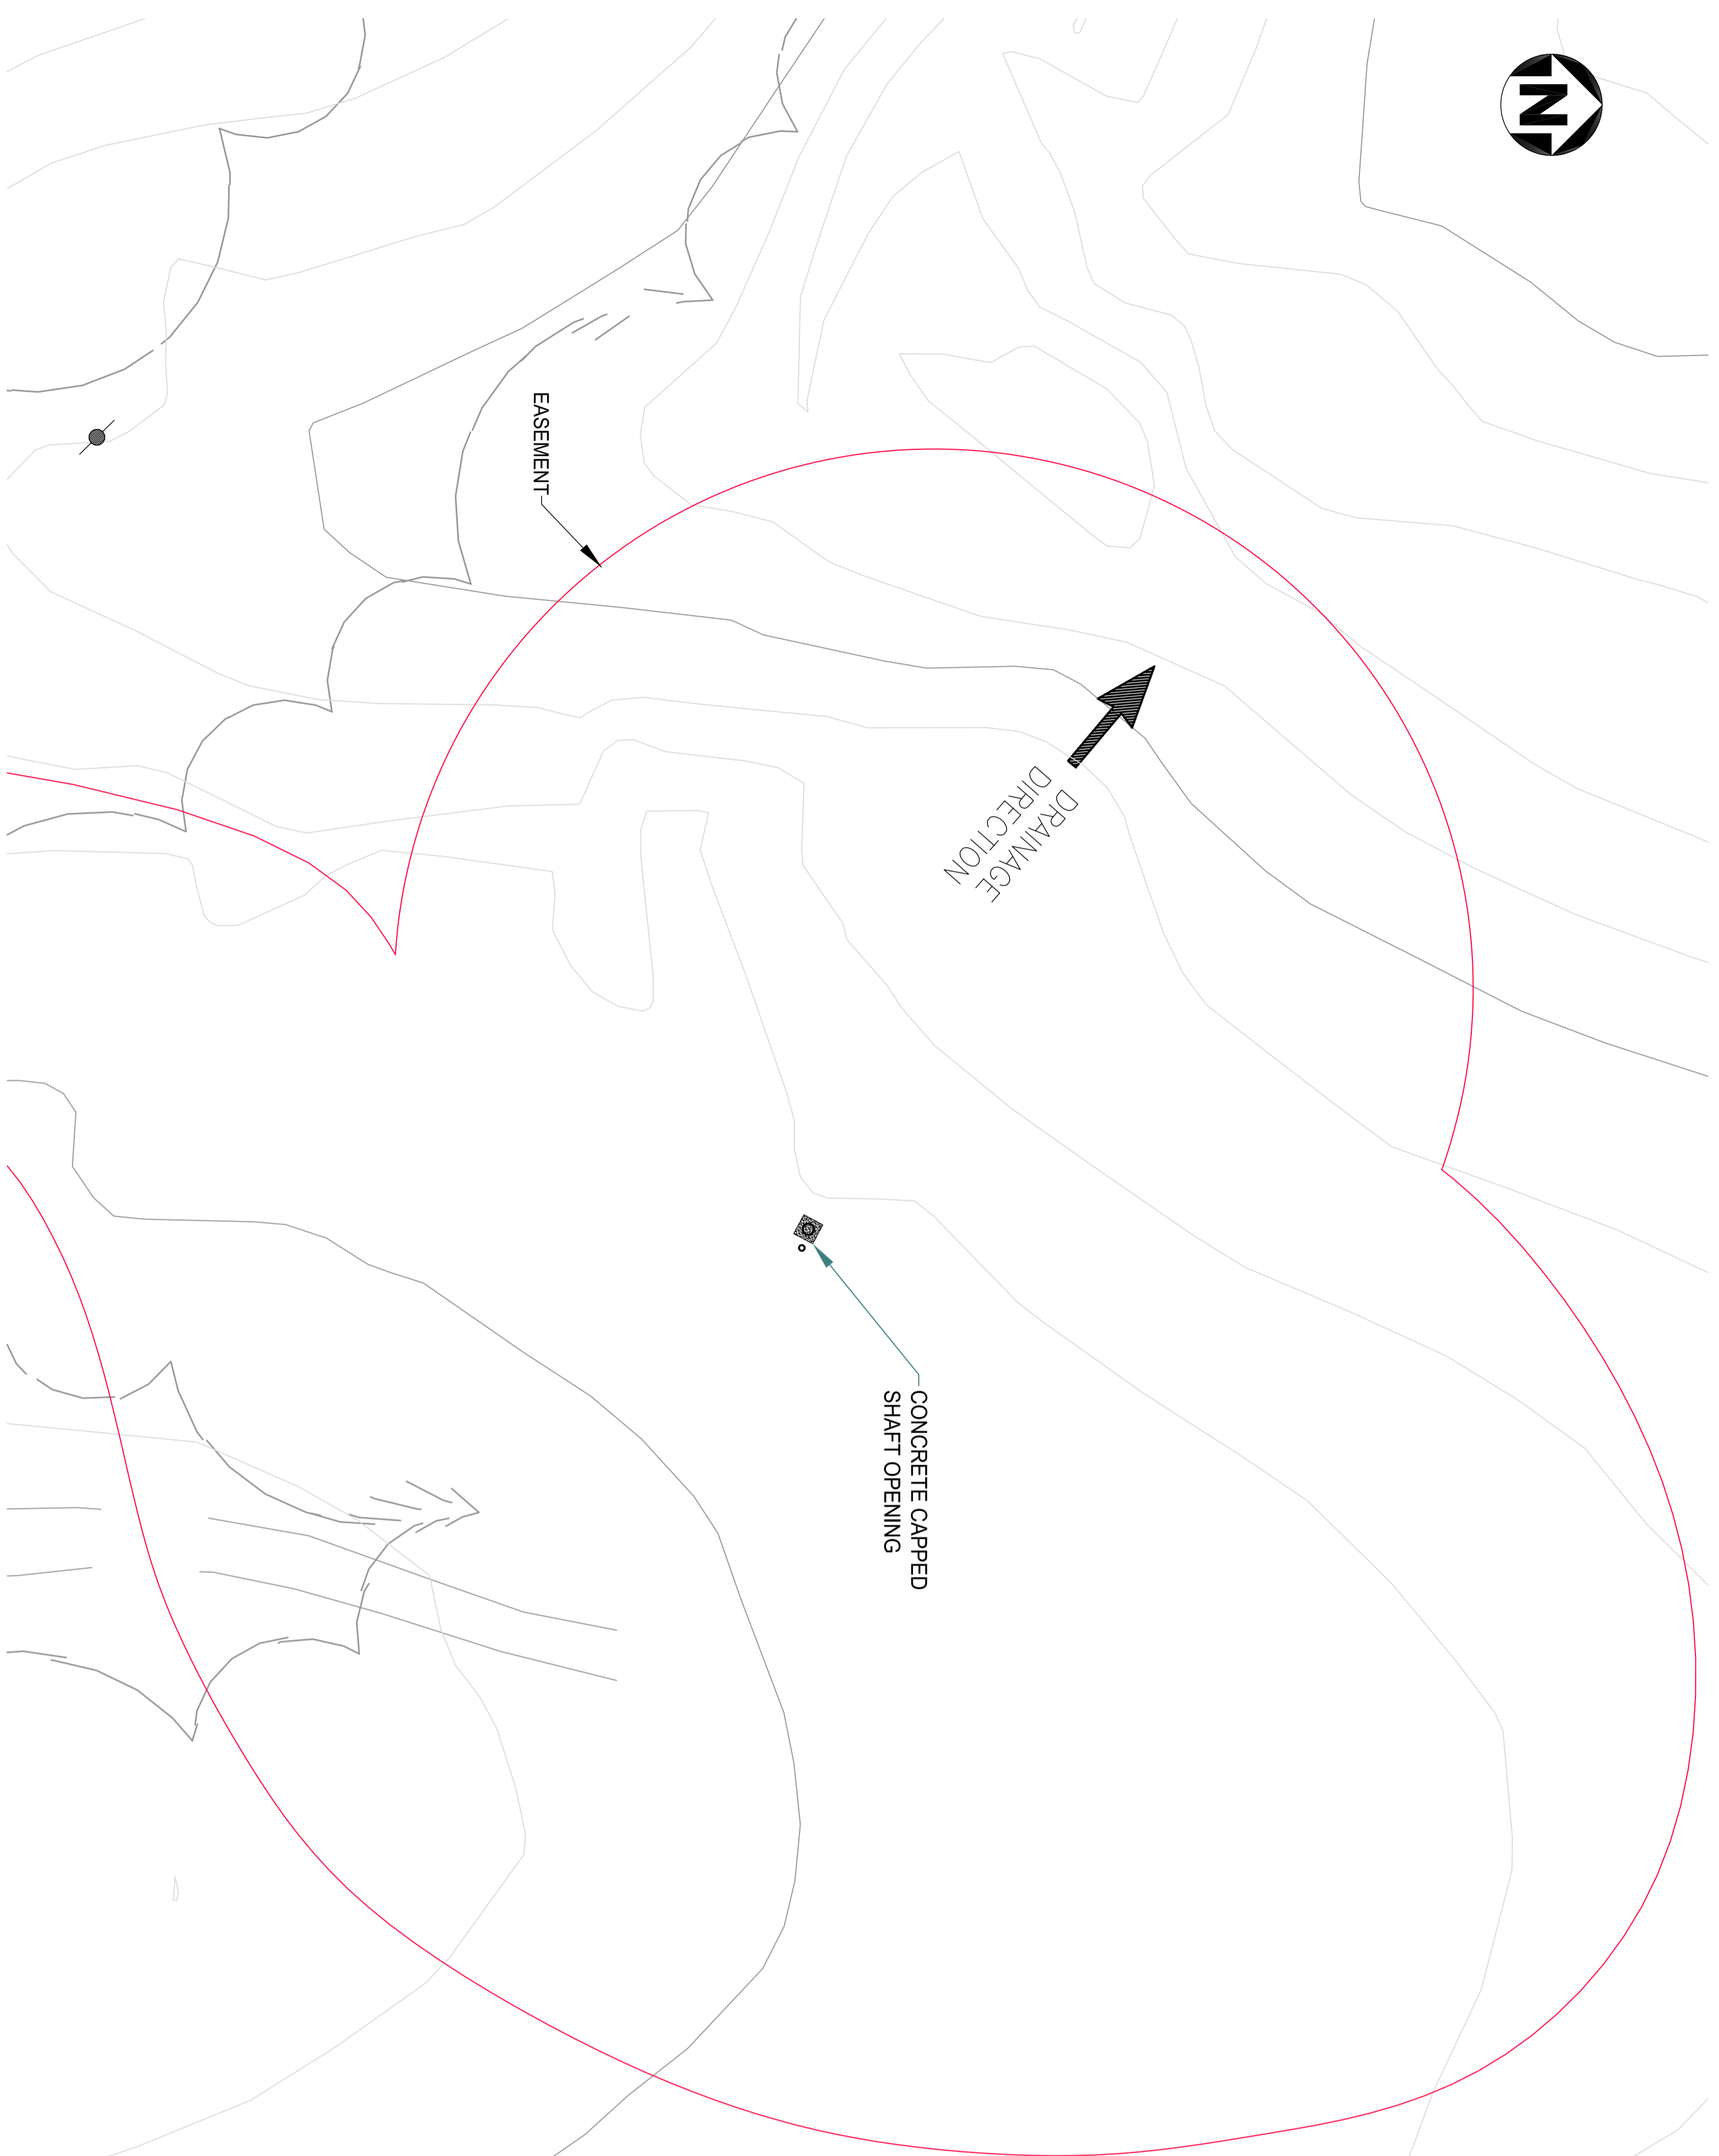 N
EASEMENT
DRAINAGE
DIRECTION
CONCRETE CAPPED
SHAFT OPENING